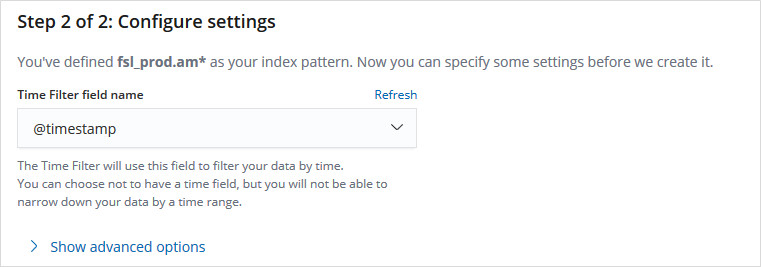 Step 2 of 2: Configure settings
You've defined fsl_prod.am* as your index pattern. Now you can specify some settings before we create it.
Time Filter field name Refresh
@timestamp
The Time Filter will use this field to filter your data by time.
You can choose not to have a time field, but you will not be able to
narrow down your data by a time range.
Show advanced options